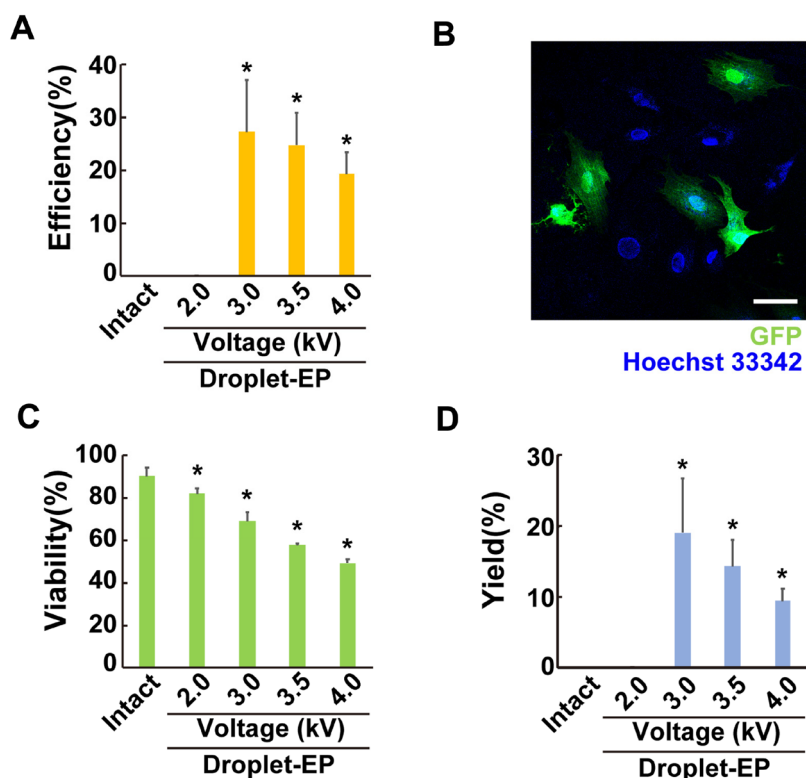 A
Efficiency(%)
40
30
20
10
0
* * *
Intact 2.0 3.0 3.5 4.0
Voltage (kV)
Droplet-EP
B
GFP
Hoechst 33342
C
Viability(%)
100
80
60
40
20
0
* * * *
Intact 2.0 3.0 3.5 4.0
Voltage (kV)
Droplet-EP
D
Yield(%)
30
20
10
0
* * *
Intact 2.0 3.0 3.5 4.0
Voltage (kV)
Droplet-EP